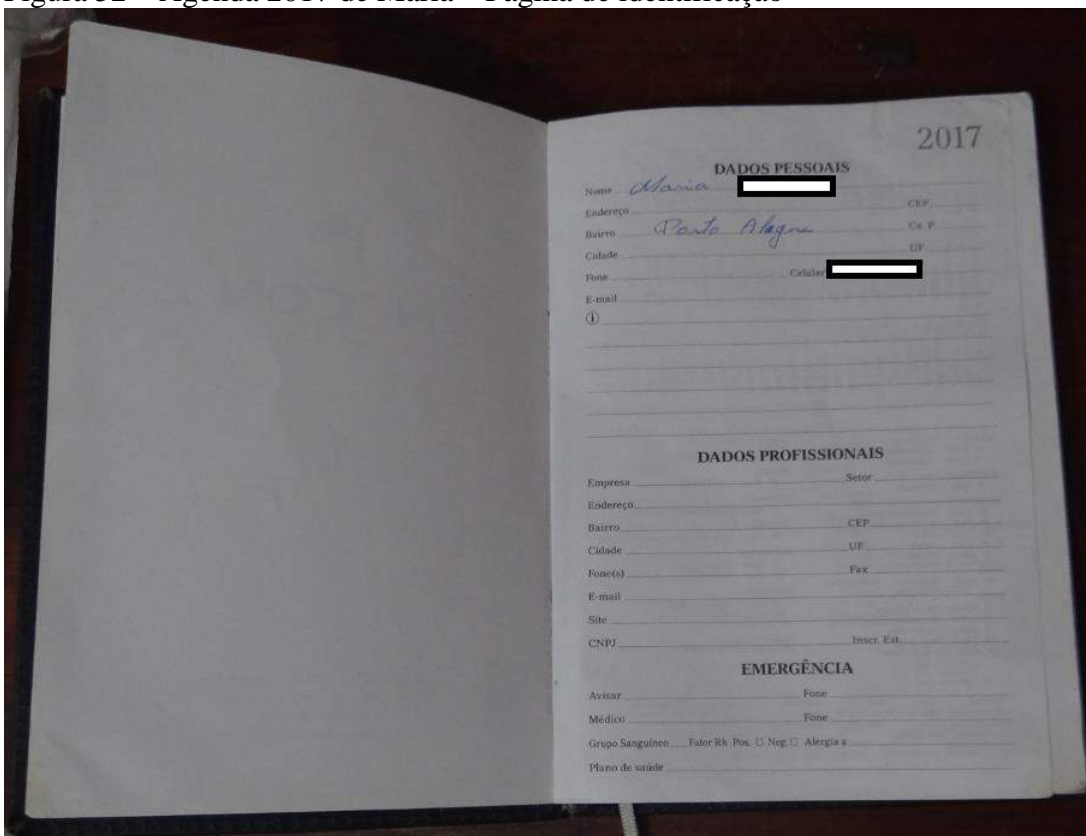 Figura 32 – Agenda 2017 de Maria – Página de identificação
2017
DADOS PESSOAIS
Nome Maria
Endereço CEP
Bairro Porto Alegre Cx. P.
Cidade UF
Fone Celular
E-mail
DADOS PROFISSIONAIS
Empresa Setor
Endereço
Bairro CEP
Cidade UF
Fone(s) Fax
E-mail
Site
CNPJ Inscr. Est.
EMERGÊNCIA
Avisar Fone
Médico Fone
Grupo Sanguíneo Fator Rh Pos. □ Neg. □ Alergia a
Plano de saúde